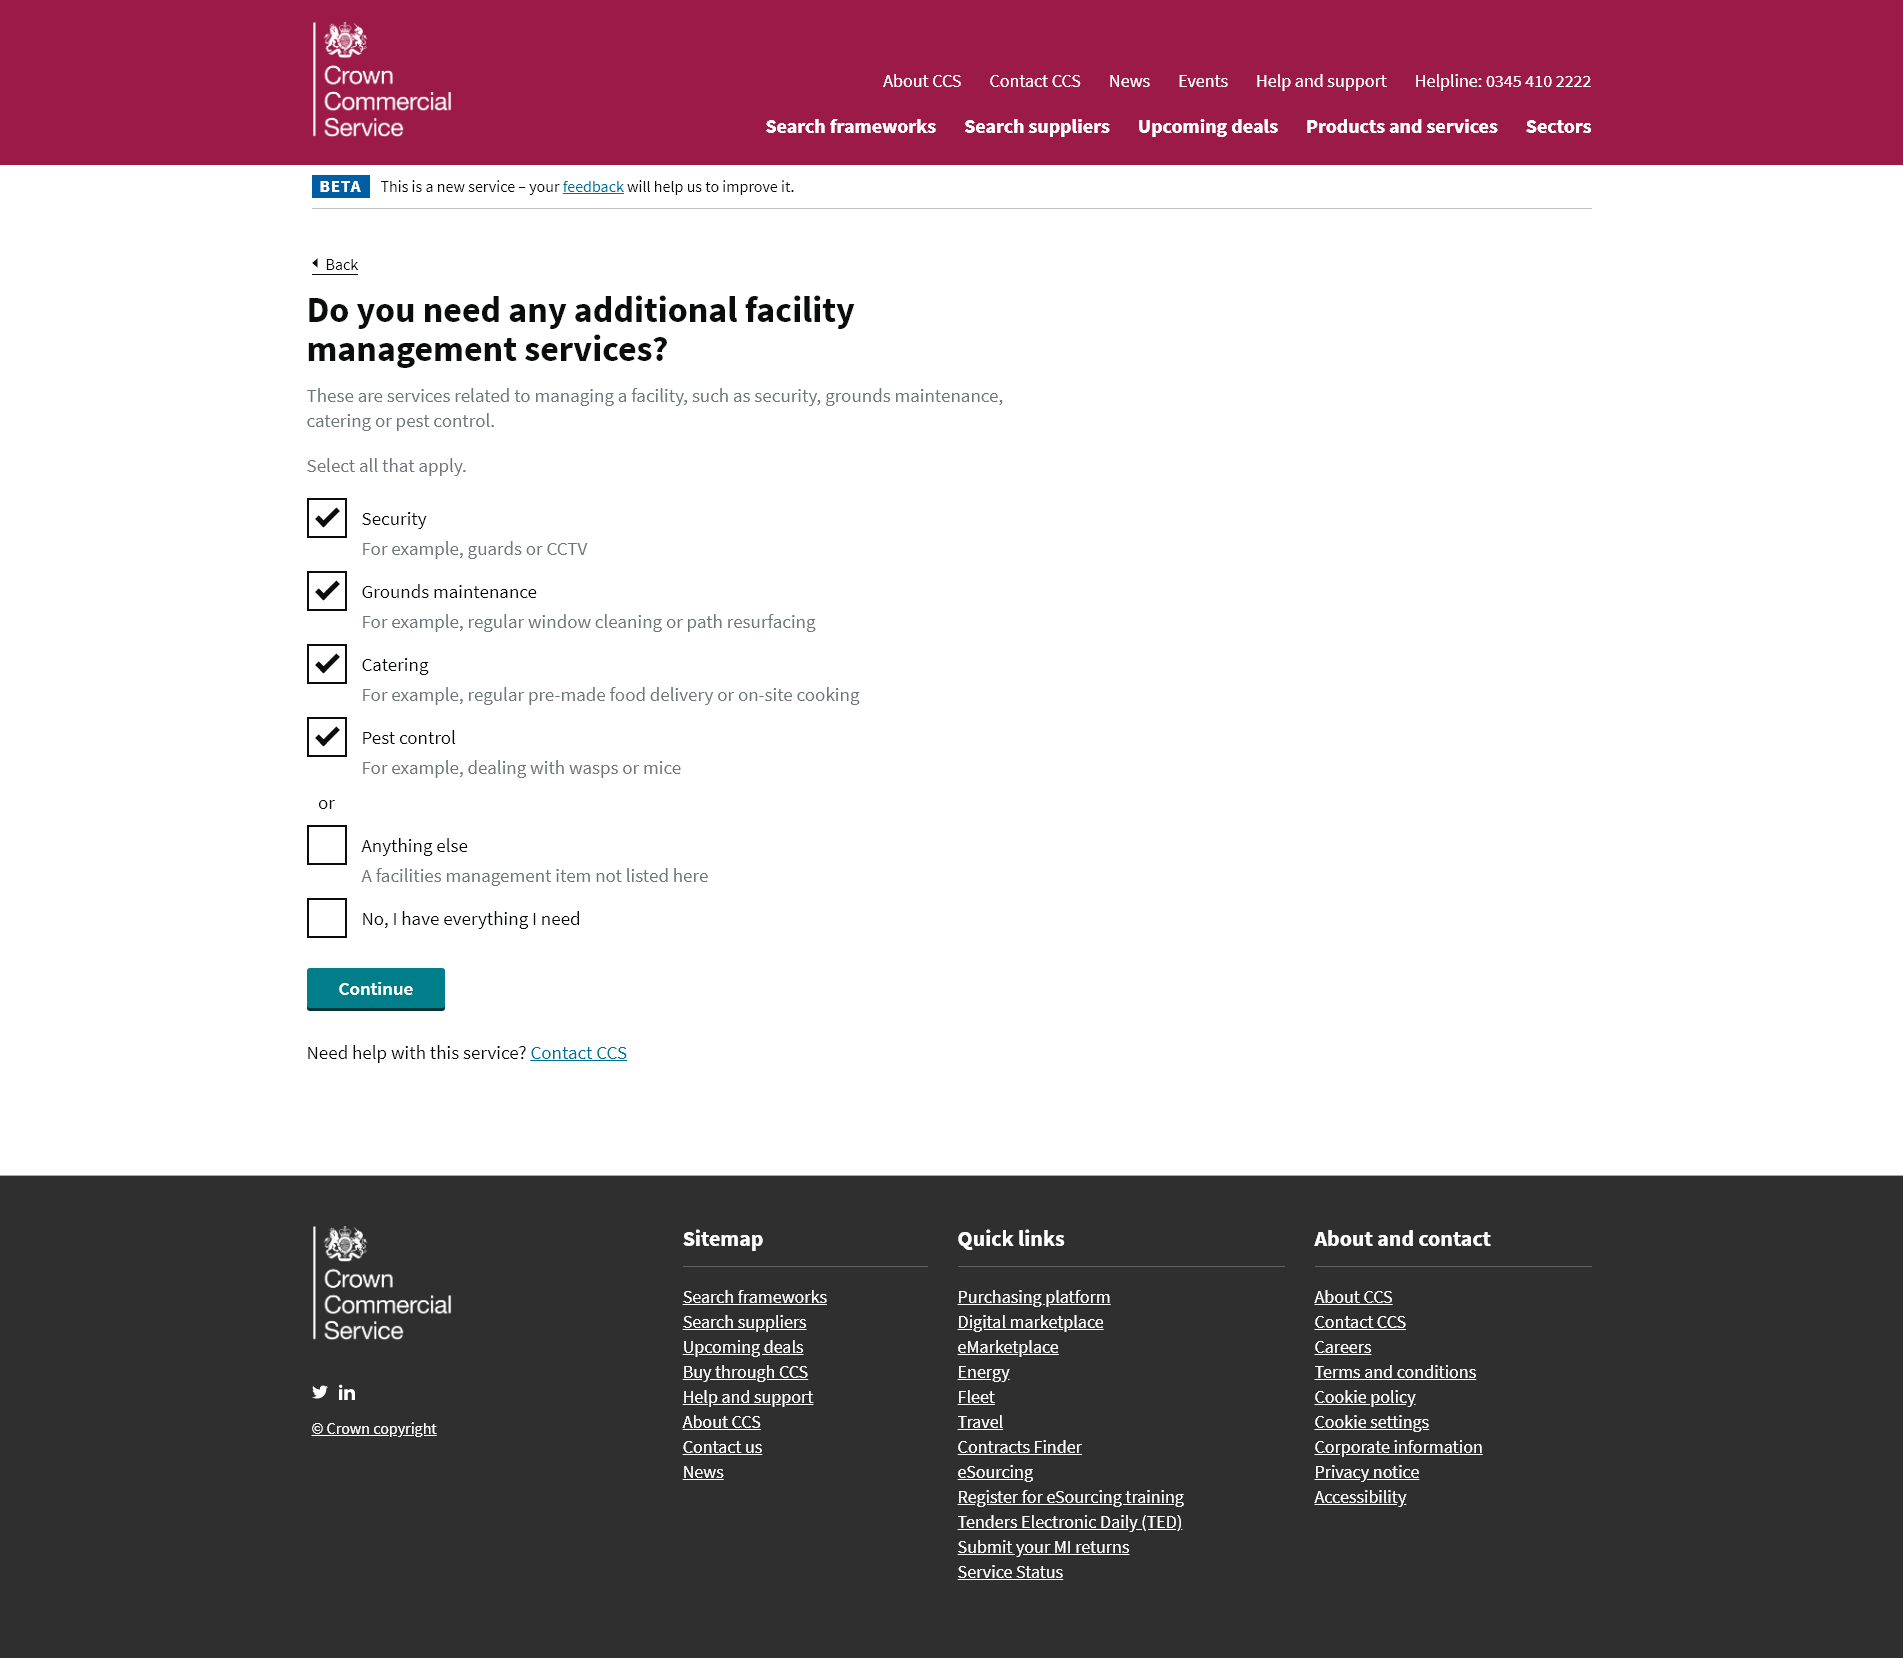 Crown
Commercial
Service
About CCS
Contact CCS
News
Events
Help and support
Helpline: 0345 410 2222
Search frameworks
Search suppliers
Upcoming deals
Products and services
Sectors
BETA This is a new service – your feedback will help us to improve it.
Back
Do you need any additional facility
management services?
These are services related to managing a facility, such as security, grounds maintenance,
catering or pest control.
Select all that apply.
Security
For example, guards or CCTV
Grounds maintenance
For example, regular window cleaning or path resurfacing
Catering
For example, regular pre-made food delivery or on-site cooking
Pest control
For example, dealing with wasps or mice
or
Anything else
A facilities management item not listed here
No, I have everything I need
Continue
Need help with this service? Contact CCS
Crown
Commercial
Service
© Crown copyright
Sitemap
Search frameworks
Search suppliers
Upcoming deals
Buy through CCS
Help and support
About CCS
Contact us
News
Quick links
Purchasing platform
Digital marketplace
eMarketplace
Energy
Fleet
Travel
Contracts Finder
eSourcing
Register for eSourcing training
Tenders Electronic Daily (TED)
Submit your MI returns
Service Status
About and contact
About CCS
Contact CCS
Careers
Terms and conditions
Cookie policy
Cookie settings
Corporate information
Privacy notice
Accessibility